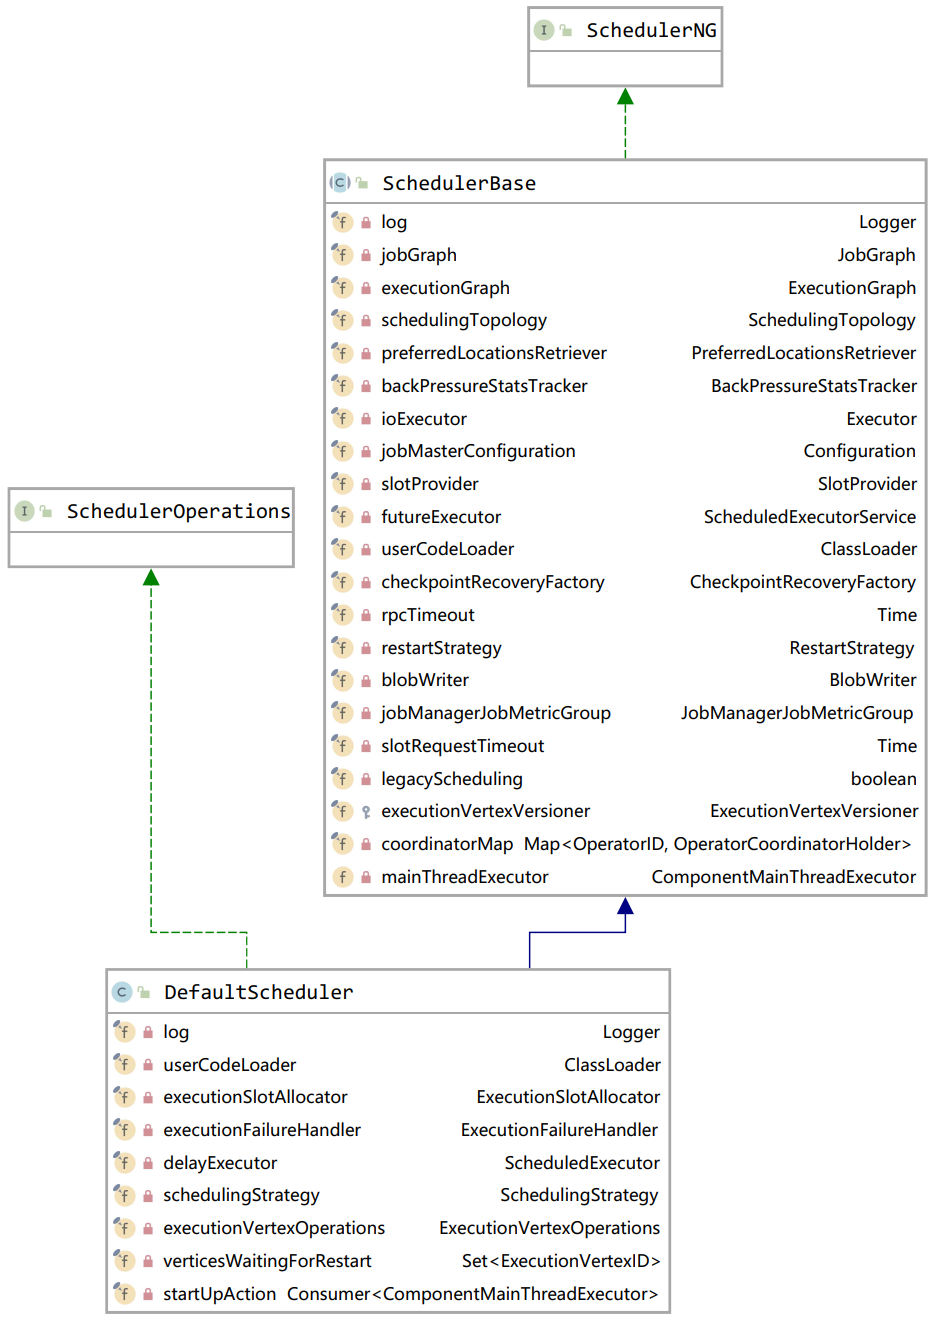 SchedulerNG
SchedulerBase
log Logger
jobGraph JobGraph
executionGraph ExecutionGraph
schedulingTopology SchedulingTopology
preferredLocationsRetriever PreferredLocationsRetriever
backPressureStatsTracker BackPressureStatsTracker
ioExecutor Executor
jobMasterConfiguration Configuration
slotProvider SlotProvider
futureExecutor ScheduledExecutorService
userCodeLoader ClassLoader
checkpointRecoveryFactory CheckpointRecoveryFactory
rpcTimeout Time
restartStrategy RestartStrategy
blobWriter BlobWriter
jobManagerJobMetricGroup JobManagerJobMetricGroup
slotRequestTimeout Time
legacyScheduling boolean
executionVertexVersioner ExecutionVertexVersioner
coordinatorMap Map<OperatorID, OperatorCoordinatorHolder>
mainThreadExecutor ComponentMainThreadExecutor
SchedulerOperations
DefaultScheduler
log Logger
userCodeLoader ClassLoader
executionSlotAllocator ExecutionSlotAllocator
executionFailureHandler ExecutionFailureHandler
delayExecutor ScheduledExecutor
schedulingStrategy SchedulingStrategy
executionVertexOperations ExecutionVertexOperations
verticesWaitingForRestart Set<ExecutionVertexID>
startUpAction Consumer<ComponentMainThreadExecutor>